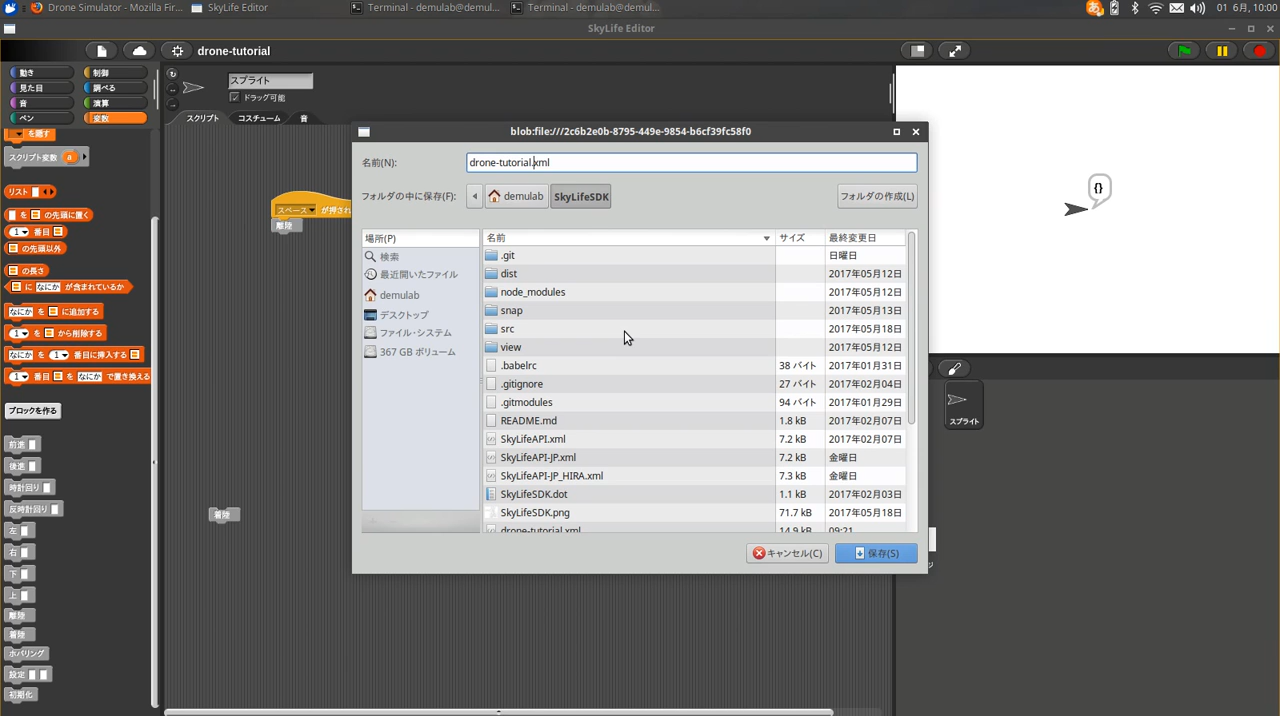 Drone Simulator - Mozilla Fir...
SkyLife Editor
Terminal - demulab@demul...
Terminal - demulab@demul...
あ
01 6月, 10:00
SkyLife Editor
drone-tutorial
動き
制御
見た目
調べる
音
演算
ペン
変数
スプライト
ドラッグ可能
スクリプト
コスチューム
音
を隠す
スクリプト変数 a
リスト
を の先頭に置く
1 番目
の先頭以外
の長さ
に なにか が含まれているか
なにか を に追加する
1 を から削除する
なにか を 1 番目に挿入する
1 番目 を なにか で置き換える
ブロックを作る
前進
後進
時計回り
反時計回り
左
右
下
上
離陸
着陸
ホバリング
設定
初期化
スペース が押され
離陸
着陸
blob:file:///2c6b2e0b-8795-449e-9854-b6cf39fc58f0
名前(N):
drone-tutorial.xml
フォルダの中に保存(F):
demulab
SkyLifeSDK
フォルダの作成(L)
場所(P)
検索
最近開いたファイル
demulab
デスクトップ
ファイル・システム
367 GB ボリューム
名前 サイズ 最終変更日
.git 日曜日
dist 2017年05月12日
node_modules 2017年05月12日
snap 2017年05月13日
src 2017年05月18日
view 2017年05月12日
.babelrc 38 バイト 2017年01月31日
.gitignore 27 バイト 2017年02月04日
.gitmodules 94 バイト 2017年01月29日
README.md 1.8 kB 2017年02月07日
SkyLifeAPI.xml 7.2 kB 2017年02月07日
SkyLifeAPI-JP.xml 7.2 kB 金曜日
SkyLifeAPI-JP_HIRA.xml 7.3 kB 金曜日
SkyLifeSDK.dot 1.1 kB 2017年02月03日
SkyLifeSDK.png 71.7 kB 2017年05月18日
drone-tutorial.xml 14.9 kB 09:21
キャンセル(C)
保存(S)
{}
スプライト